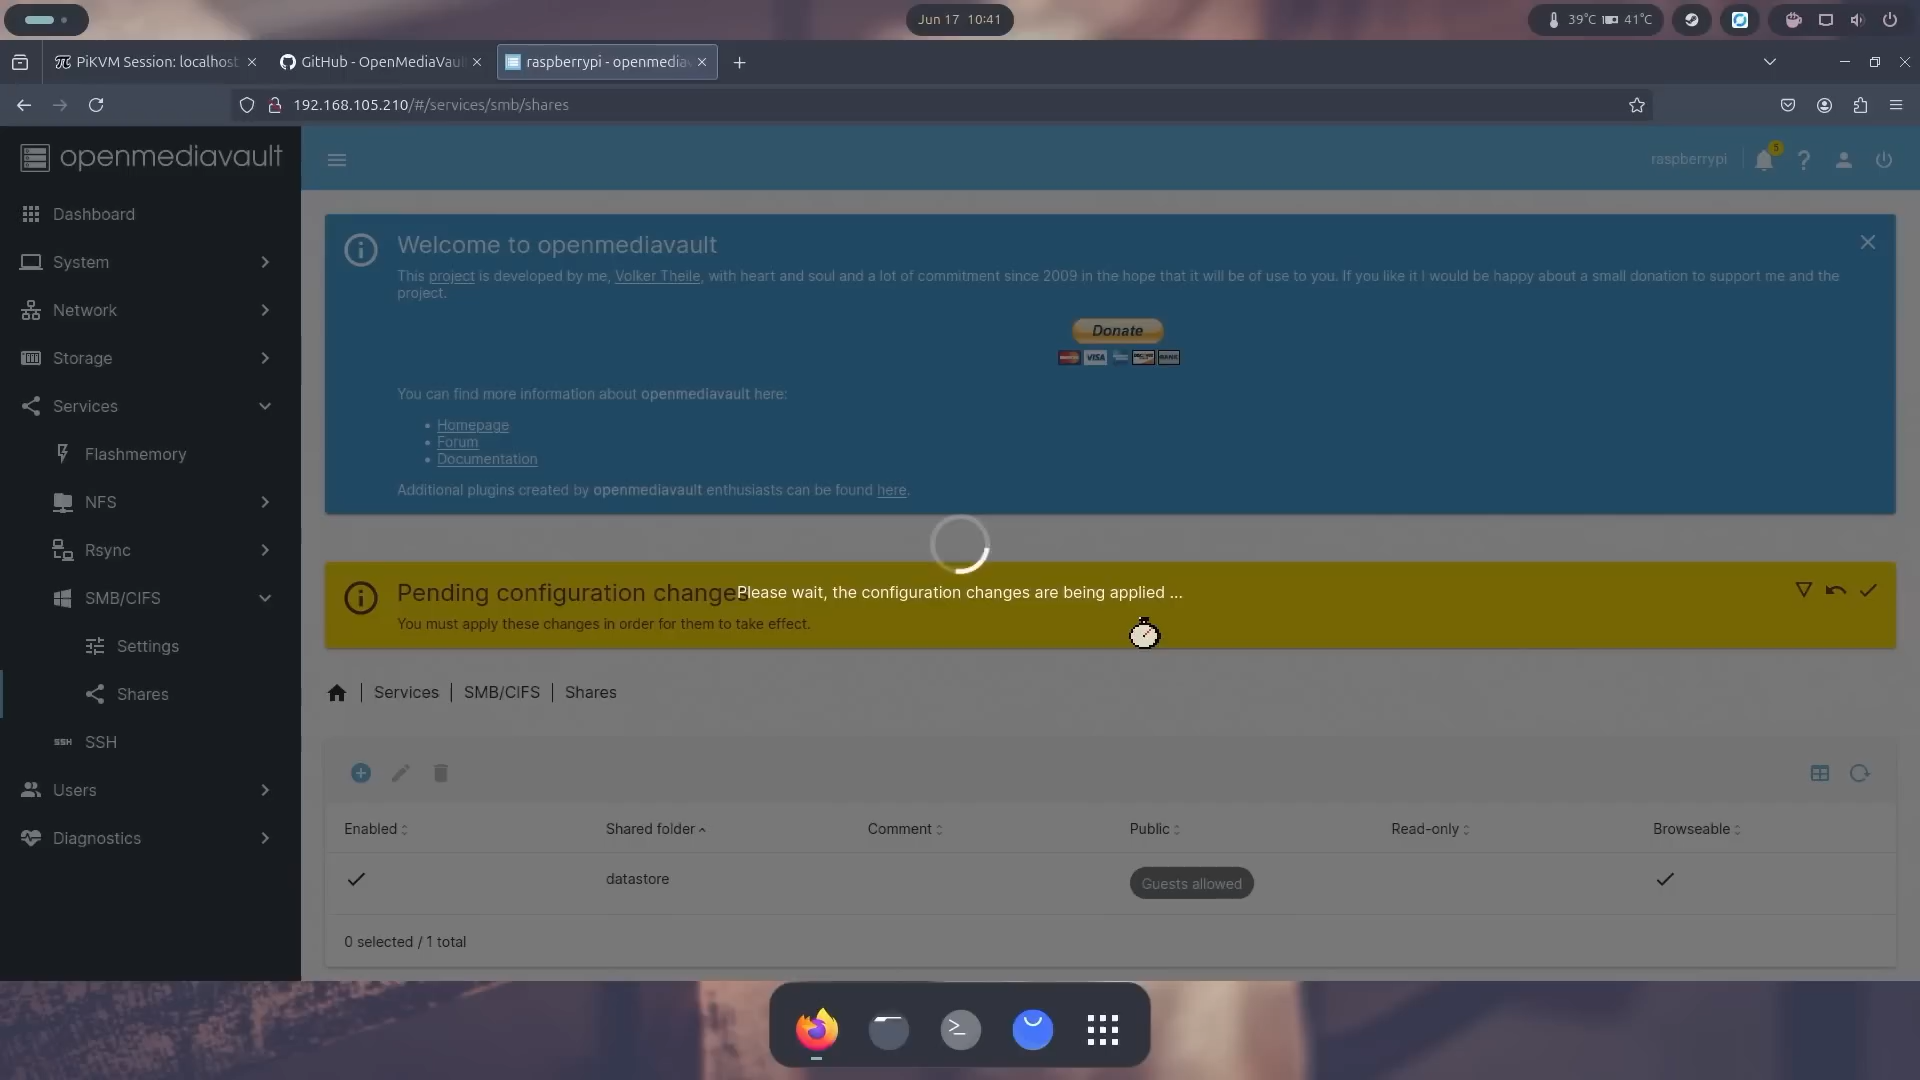 Jun 17 10:41
39°C 41°C
PiKVM Session: localhost
GitHub - OpenMediaVaul
raspberrypi - openmediav
192.168.105.210/#/services/smb/shares
openmediavault
raspberrypi
5
Dashboard
System
Network
Storage
Services
Flashmemory
NFS
Rsync
SMB/CIFS
Settings
Shares
SSH
SSH
Users
Diagnostics
Welcome to openmediavault
This project is developed by me, Volker Theile, with heart and soul and a lot of commitment since 2009 in the hope that it will be of use to you. If you like it I would be happy about a small donation to support me and the
project.
Donate
VISA
You can find more information about openmediavault here:
Homepage
Forum
Documentation
Additional plugins created by openmediavault enthusiasts can be found here.
Pending configuration changes
Please wait, the configuration changes are being applied ...
You must apply these changes in order for them to take effect.
Services | SMB/CIFS | Shares
Enabled Shared folder Comment Public Read-only Browseable
datastore Guests allowed
0 selected / 1 total